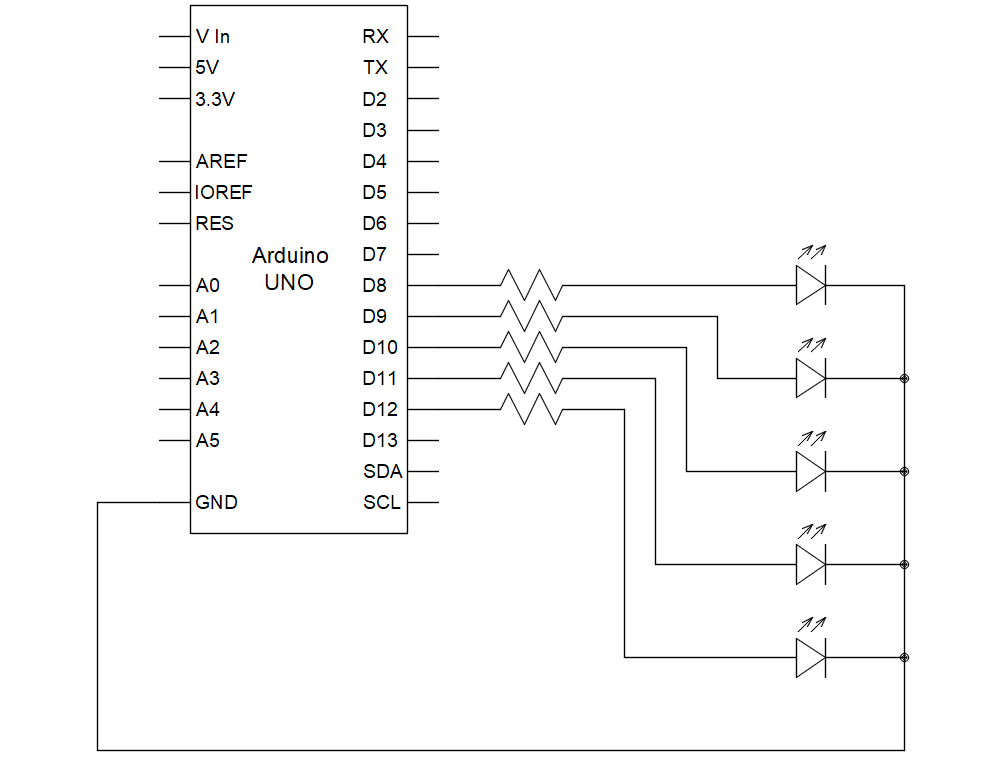 V In
5V
3.3V
AREF
IOREF
RES
A0
A1
A2
A3
A4
A5
GND
Arduino
UNO
RX
TX
D2
D3
D4
D5
D6
D7
D8
D9
D10
D11
D12
D13
SDA
SCL